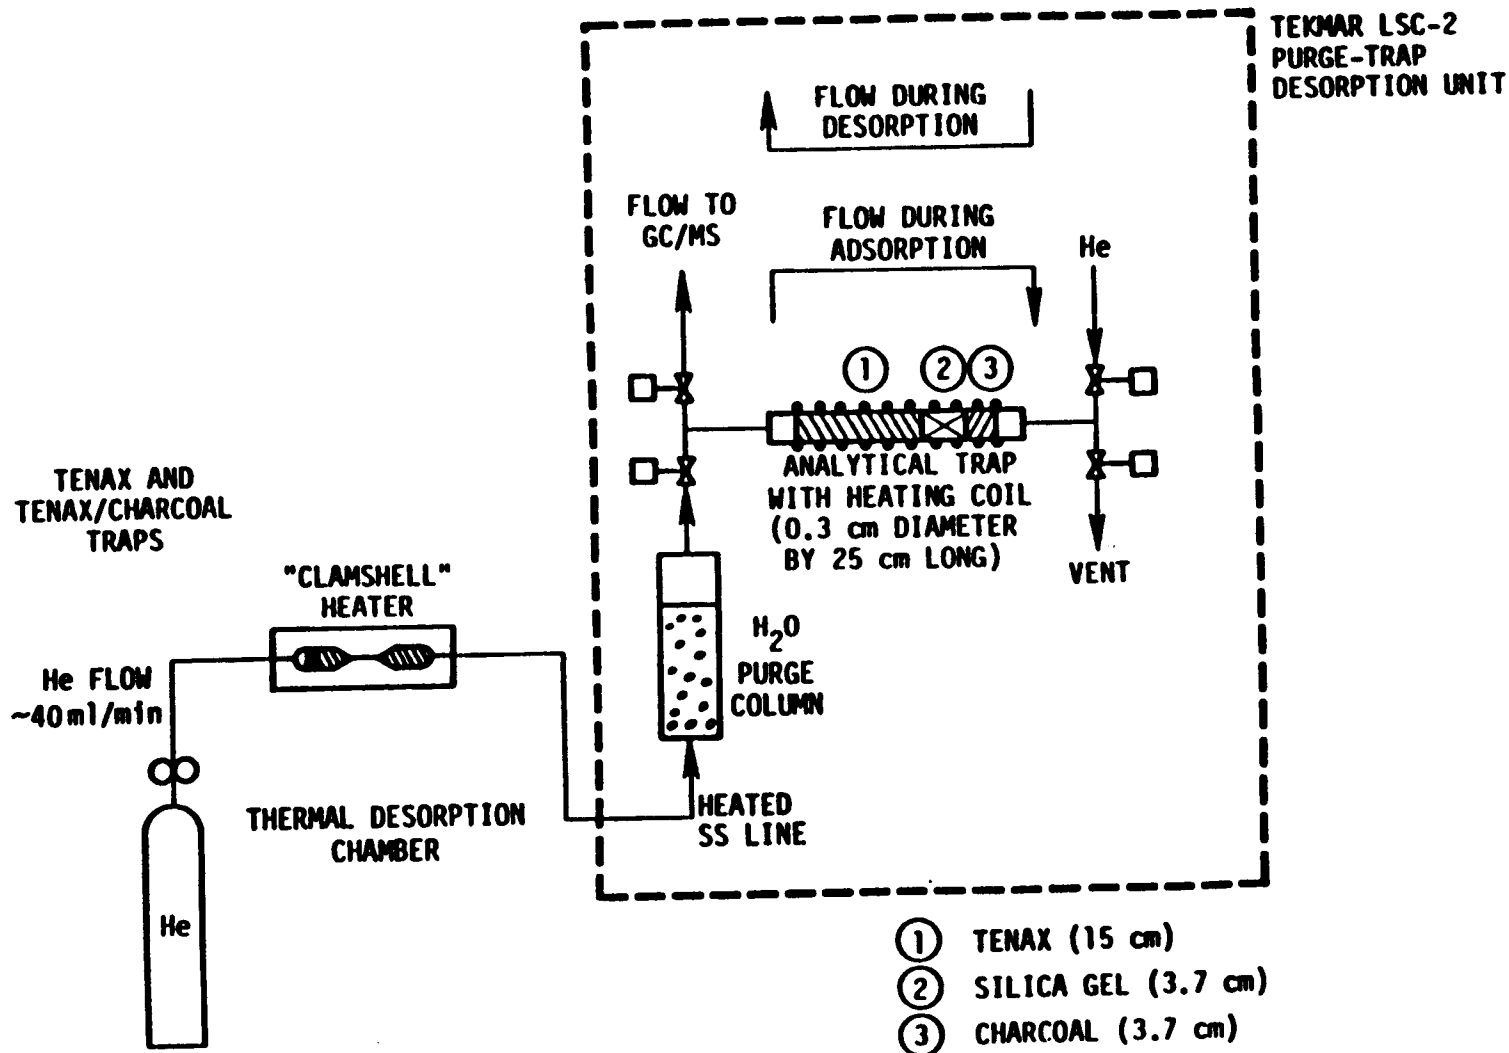 TEKMAR LSC-2
PURGE-TRAP
DESORPTION UNIT
FLOW DURING
DESORPTION
FLOW TO
GC/MS
FLOW DURING
ADSORPTION
He
1
2
3
ANALYTICAL TRAP
WITH HEATING COIL
(0.3 cm DIAMETER
BY 25 cm LONG)
VENT
TENAX AND
TENAX/CHARCOAL
TRAPS
"CLAMSHELL"
HEATER
H2O
PURGE
COLUMN
He FLOW
~40 ml/min
HEATED
SS LINE
THERMAL DESORPTION
CHAMBER
He
1 TENAX (15 cm)
2 SILICA GEL (3.7 cm)
3 CHARCOAL (3.7 cm)